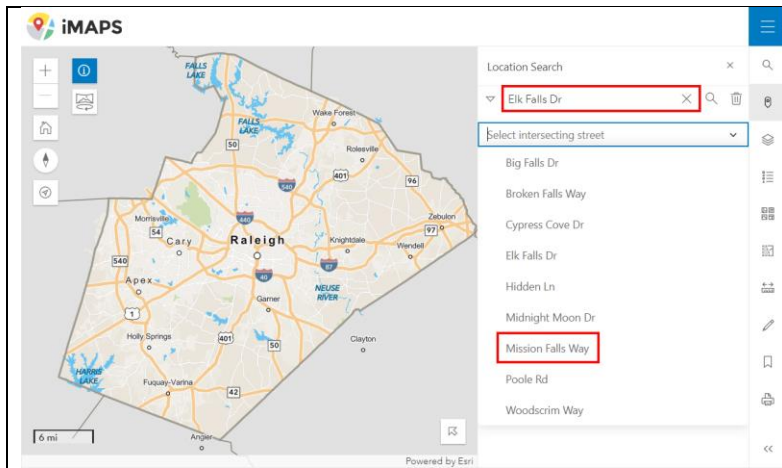 iMAPS
Location Search
Elk Falls Dr
Select intersecting street
Big Falls Dr
Broken Falls Way
Cypress Cove Dr
Elk Falls Dr
Hidden Ln
Midnight Moon Dr
Mission Falls Way
Poole Rd
Woodscrim Way
FALLS
LAKE
Wake Forest
FALLS
LAKE
50
Rolesville
401
96
540
Morrisville
440
Zebulon
54
Cary
Raleigh
Knightdale
97
Wendell
540
87
40
Apex
NEUSE
RIVER
Garner
1
Holly Springs
401
50
Clayton
HARRIS
LAKE
Fuquay-Varina
42
6 mi
Angier
Powered by Esri